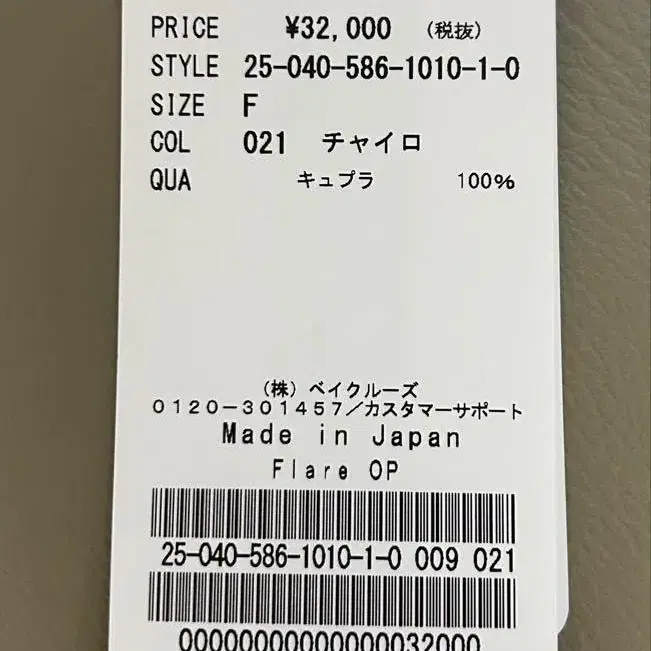 PRICE ¥32,000 (税抜)
STYLE 25-040-586-1010-1-0
SIZE F
COL 021 チャイロ
QUA キュプラ 100%
(株) ベイクルーズ
0120-301457/カスタマーサポート
Made in Japan
Flare OP
25-040-586-1010-1-0 009 021
00000000000000032000